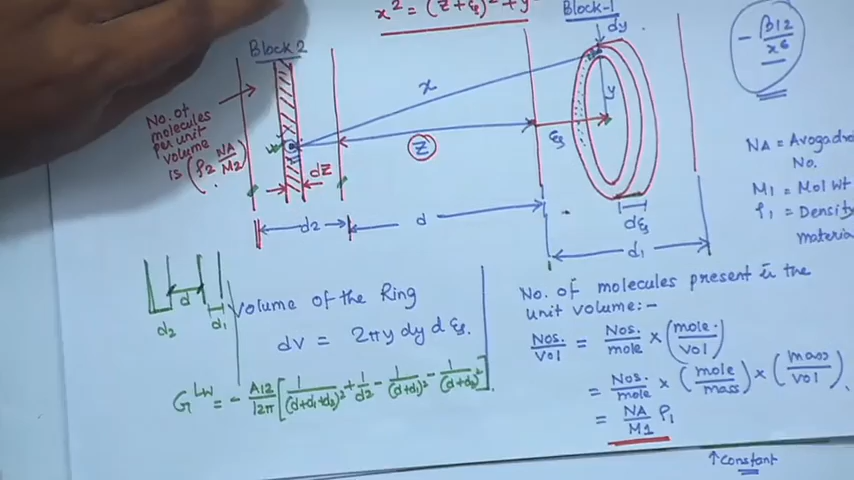 x² = (z+ξ)² + y
Block-1
Block 2
dy
- β12/x⁶
No. of
molecules
per unit
volume
is (ρ2 NA/M2)
x
y
z
ξ
dz
NA = Avogadro
No.
M1 = Mol Wt
ρ1 = Density
material
d2
d
dξ
d1
d
d2
d1
Volume of the Ring
dv = 2πy dy dξ.
G^LW = - A12/12π [1/(d+d1+d2)² + 1/d2 - 1/(d+d1)² - 1/(d+d2)²]
No. of molecules present in the
unit volume:-
Nos./Vol = Nos./mole × (mole./vol)
= Nos./mole × (mole/mass) × (mass/vol).
= NA/M1 ρ1
↑Constant